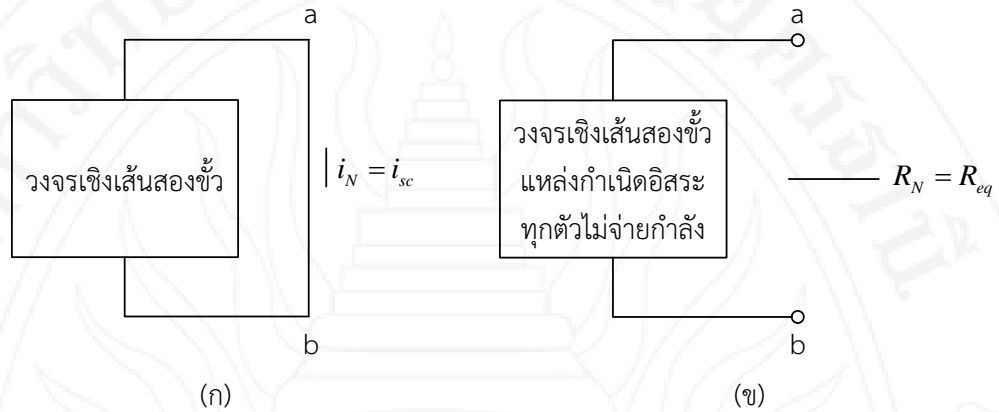 a
วงจรเชิงเส้นสองขั้ว
i_N = i_sc
b
(ก)
a
วงจรเชิงเส้นสองขั้ว
แหล่งกำเนิดอิสระ
ทุกตัวไม่จ่ายกำลัง
R_N = R_eq
b
(ข)